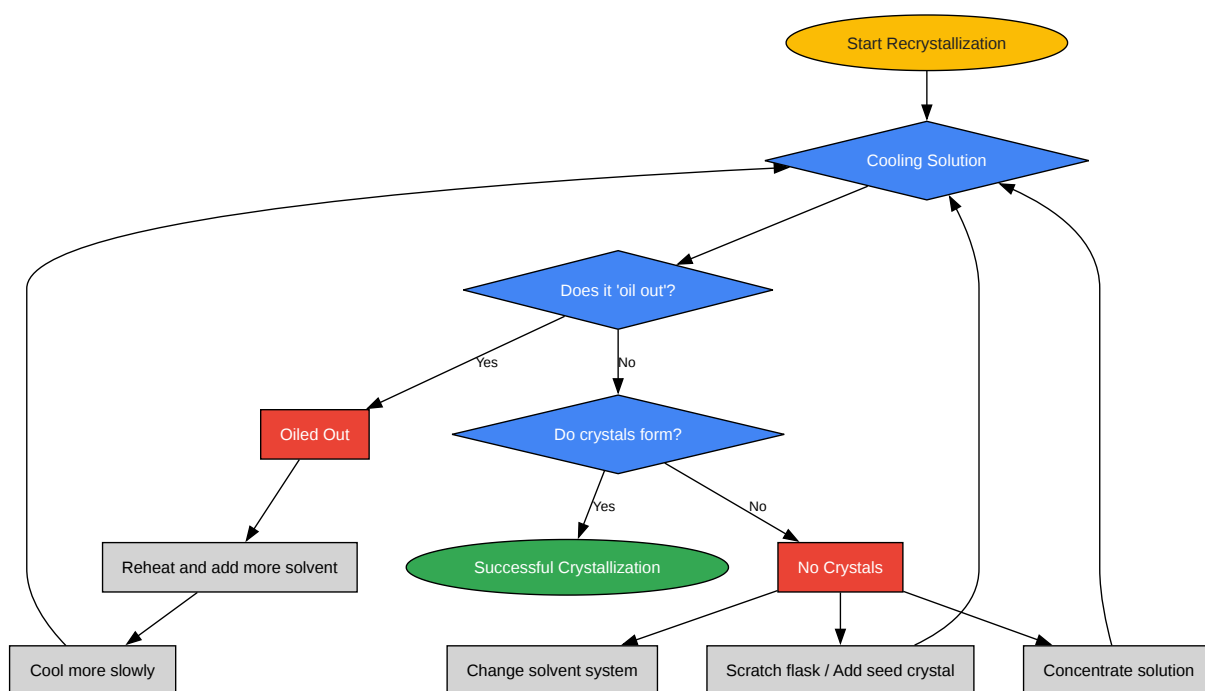 Start Recrystallization
Cooling Solution
Does it 'oil out'?
Yes
No
Oiled Out
Do crystals form?
Yes
No
Reheat and add more solvent
Successful Crystallization
No Crystals
Cool more slowly
Change solvent system
Scratch flask / Add seed crystal
Concentrate solution